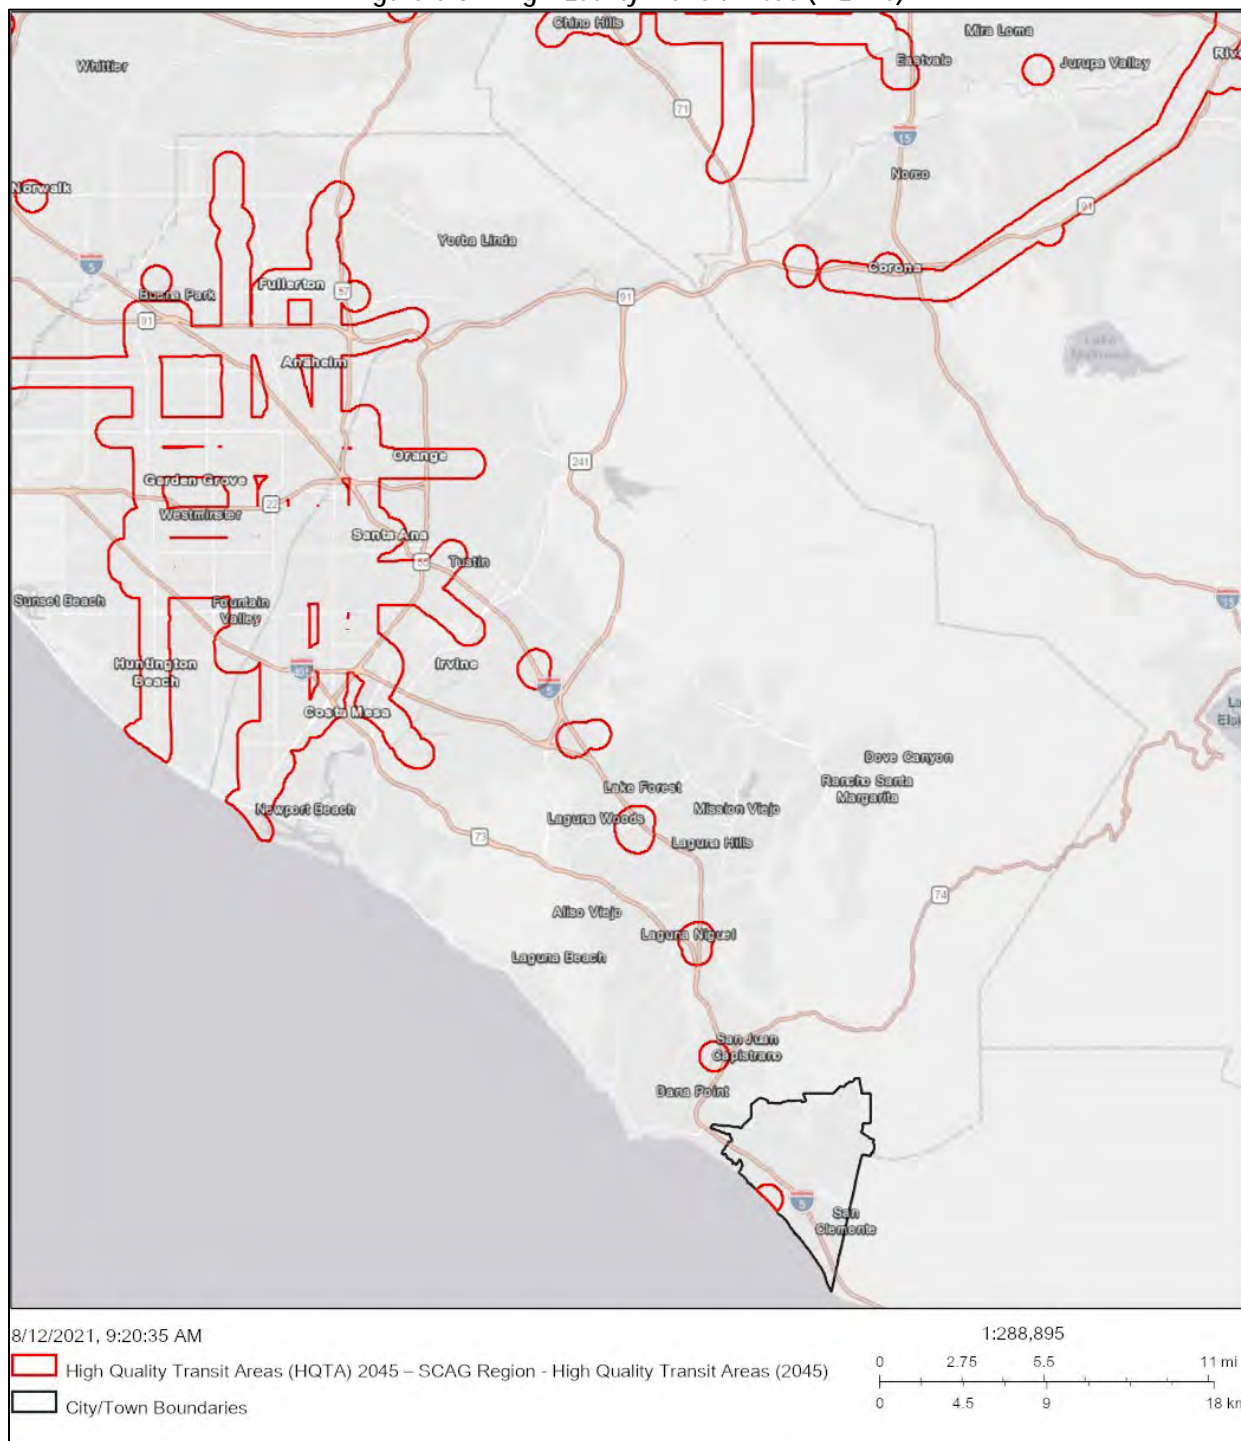 Chino Hills
Mira Loma
Whittier
Eastvale
Jurupa Valley
71
15
Norco
Norwalk
91
Yorba Linda
5
Corona
Fullerton
57
Buena Park
91
91
Anaheim
Orange
241
Garden Grove
22
Westminster
Santa Ana
55
Tustin
Sunset Beach
Fountain
Valley
15
Huntington
Beach
405
Irvine
5
Costa Mesa
Dove Canyon
Lake Forest
Rancho Santa
Margarita
Newport Beach
Laguna Woods
Mission Viejo
73
Laguna Hills
74
Aliso Viejo
Laguna Niguel
Laguna Beach
San Juan
Capistrano
Dana Point
5
San
Clemente
8/12/2021, 9:20:35 AM
1:288,895
0 2.75 5.5 11 mi
High Quality Transit Areas (HQTA) 2045 – SCAG Region - High Quality Transit Areas (2045)
0 4.5 9 18 km
City/Town Boundaries